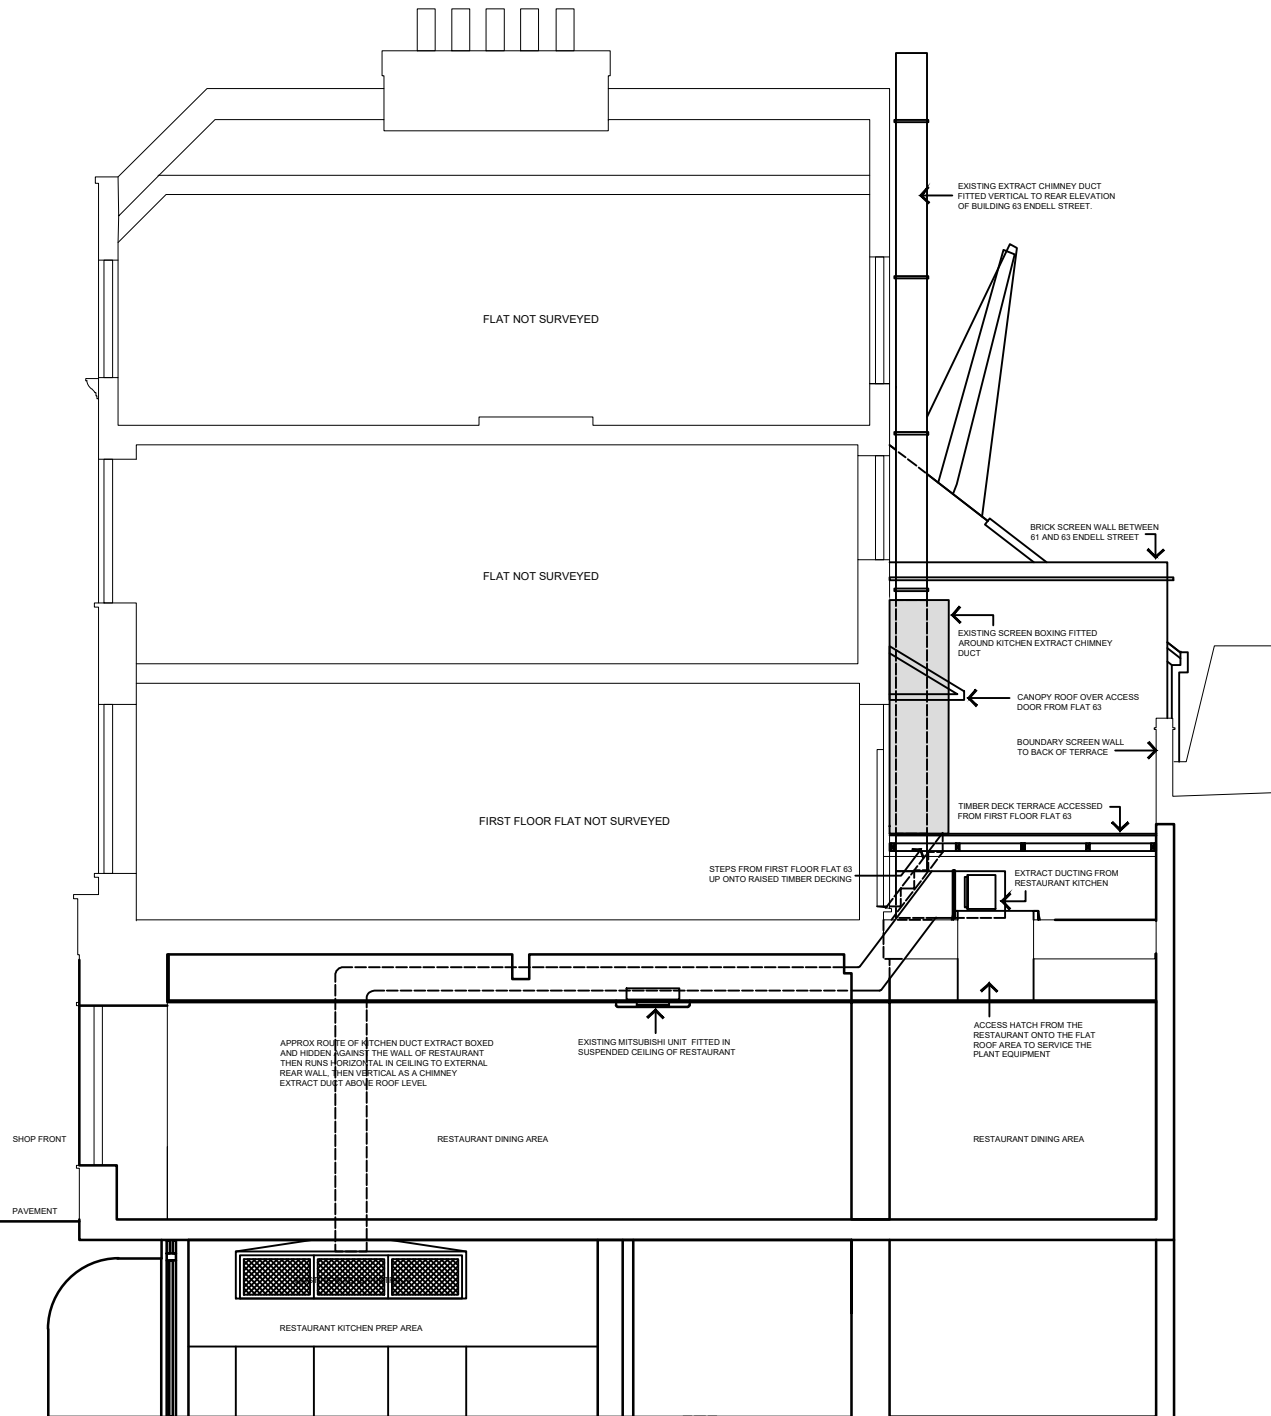 EXISTING EXTRACT CHIMNEY DUCT
FITTED VERTICAL TO REAR ELEVATION
OF BUILDING 63 ENDELL STREET.
FLAT NOT SURVEYED
BRICK SCREEN WALL BETWEEN
61 AND 63 ENDELL STREET
FLAT NOT SURVEYED
EXISTING SCREEN BOXING FITTED
AROUND KITCHEN EXTRACT CHIMNEY
DUCT
CANOPY ROOF OVER ACCESS
DOOR FROM FLAT 63
BOUNDARY SCREEN WALL
TO BACK OF TERRACE
TIMBER DECK TERRACE ACCESSED
FROM FIRST FLOOR FLAT 63
FIRST FLOOR FLAT NOT SURVEYED
STEPS FROM FIRST FLOOR FLAT 63
UP ONTO RAISED TIMBER DECKING
EXTRACT DUCTING FROM
RESTAURANT KITCHEN
APPROX ROUTE OF KITCHEN DUCT EXTRACT BOXED
AND HIDDEN AGAINST THE WALL OF RESTAURANT
THEN RUNS HORIZONTAL IN CEILING TO EXTERNAL
REAR WALL, THEN VERTICAL AS A CHIMNEY
EXTRACT DUCT ABOVE ROOF LEVEL
EXISTING MITSUBISHI UNIT FITTED IN
SUSPENDED CEILING OF RESTAURANT
ACCESS HATCH FROM THE
RESTAURANT ONTO THE FLAT
ROOF AREA TO SERVICE THE
PLANT EQUIPMENT
SHOP FRONT
RESTAURANT DINING AREA
RESTAURANT DINING AREA
PAVEMENT
RESTAURANT KITCHEN PREP AREA